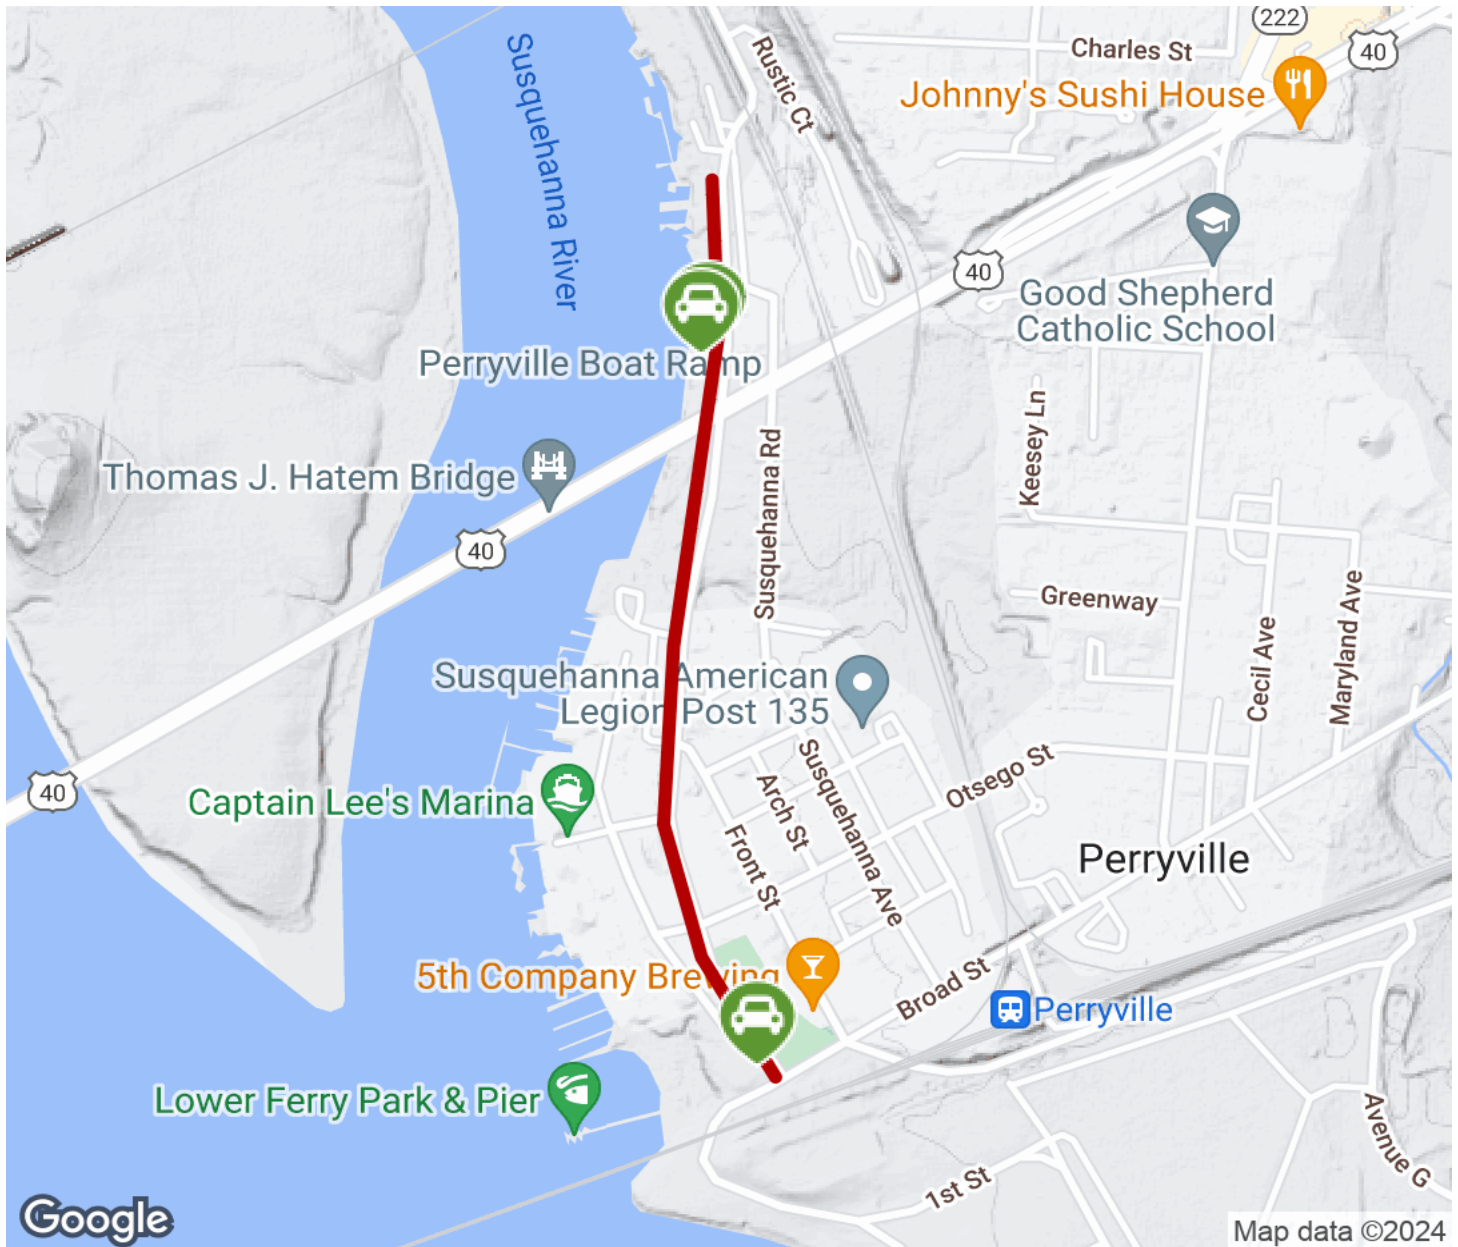 222
Charles St
40
Johnny's Sushi House
Rustic Ct
Susquehanna River
40
Good Shepherd
Catholic School
Perryville Boat Ramp
Keesey Ln
Thomas J. Hatem Bridge
40
Susquehanna Rd
Greenway
Maryland Ave
Cecil Ave
Susquehanna American
Legion Post 135
40
Captain Lee's Marina
Susquehanna Ave
Arch St
Otsego St
Front St
Perryville
5th Company Brewing
Broad St
Perryville
Lower Ferry Park & Pier
Avenue G
1st St
Google
Map data ©2024